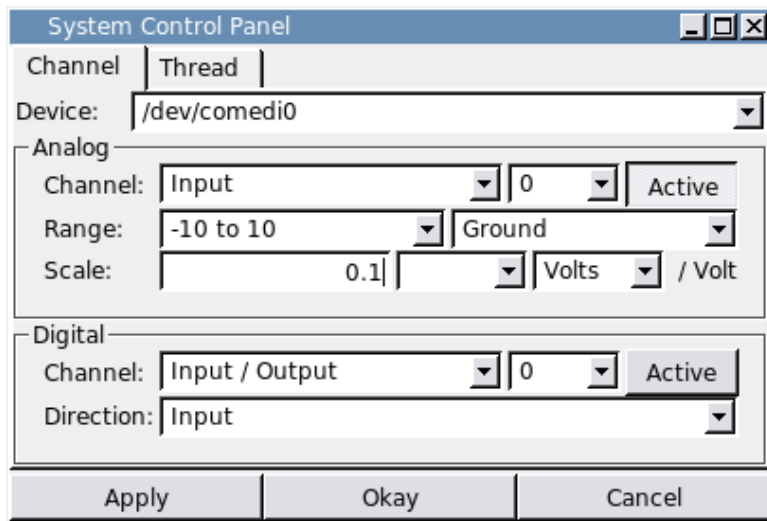 System Control Panel
Channel Thread
Device: /dev/comedi0
Analog
Channel: Input 0 Active
Range: -10 to 10 Ground
Scale: 0.1 Volts / Volt
Digital
Channel: Input / Output 0 Active
Direction: Input
Apply Okay Cancel